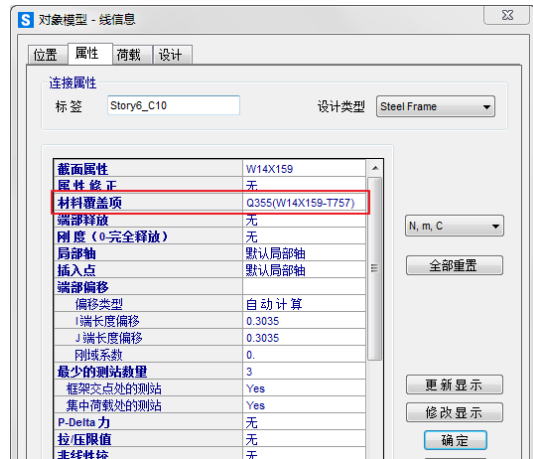 S 对象模型 - 线信息
位置 属性 荷载 设计
连接属性
标签 Story6_C10 设计类型 Steel Frame
截面属性 W14X159
属性修正 无
材料覆盖项 Q355(W14X159-T757)
端部释放 无
刚度（0-完全释放） 无
局部轴 默认局部轴
插入点 默认局部轴
端部偏移
偏移类型 自动计算
I端长度偏移 0.3035
J端长度偏移 0.3035
刚域系数 0.
最少的测站数量 3
框架交点处的测站 Yes
集中荷载处的测站 Yes
P-Delta 力 无
拉/压限值 无
非线性铰 无
N, m, C
全部重置
更新显示
修改显示
确定